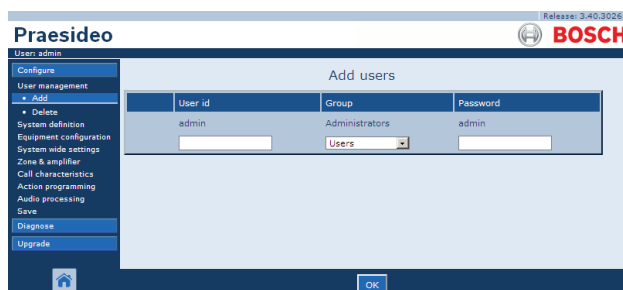 Release: 3.40.3026
Praesideo
BOSCH
User: admin
Configure
User management
• Add
• Delete
System definition
Equipment configuration
System wide settings
Zone & amplifier
Call characteristics
Action programming
Audio processing
Save
Diagnose
Upgrade
Add users
User id Group Password
admin Administrators admin
Users
OK